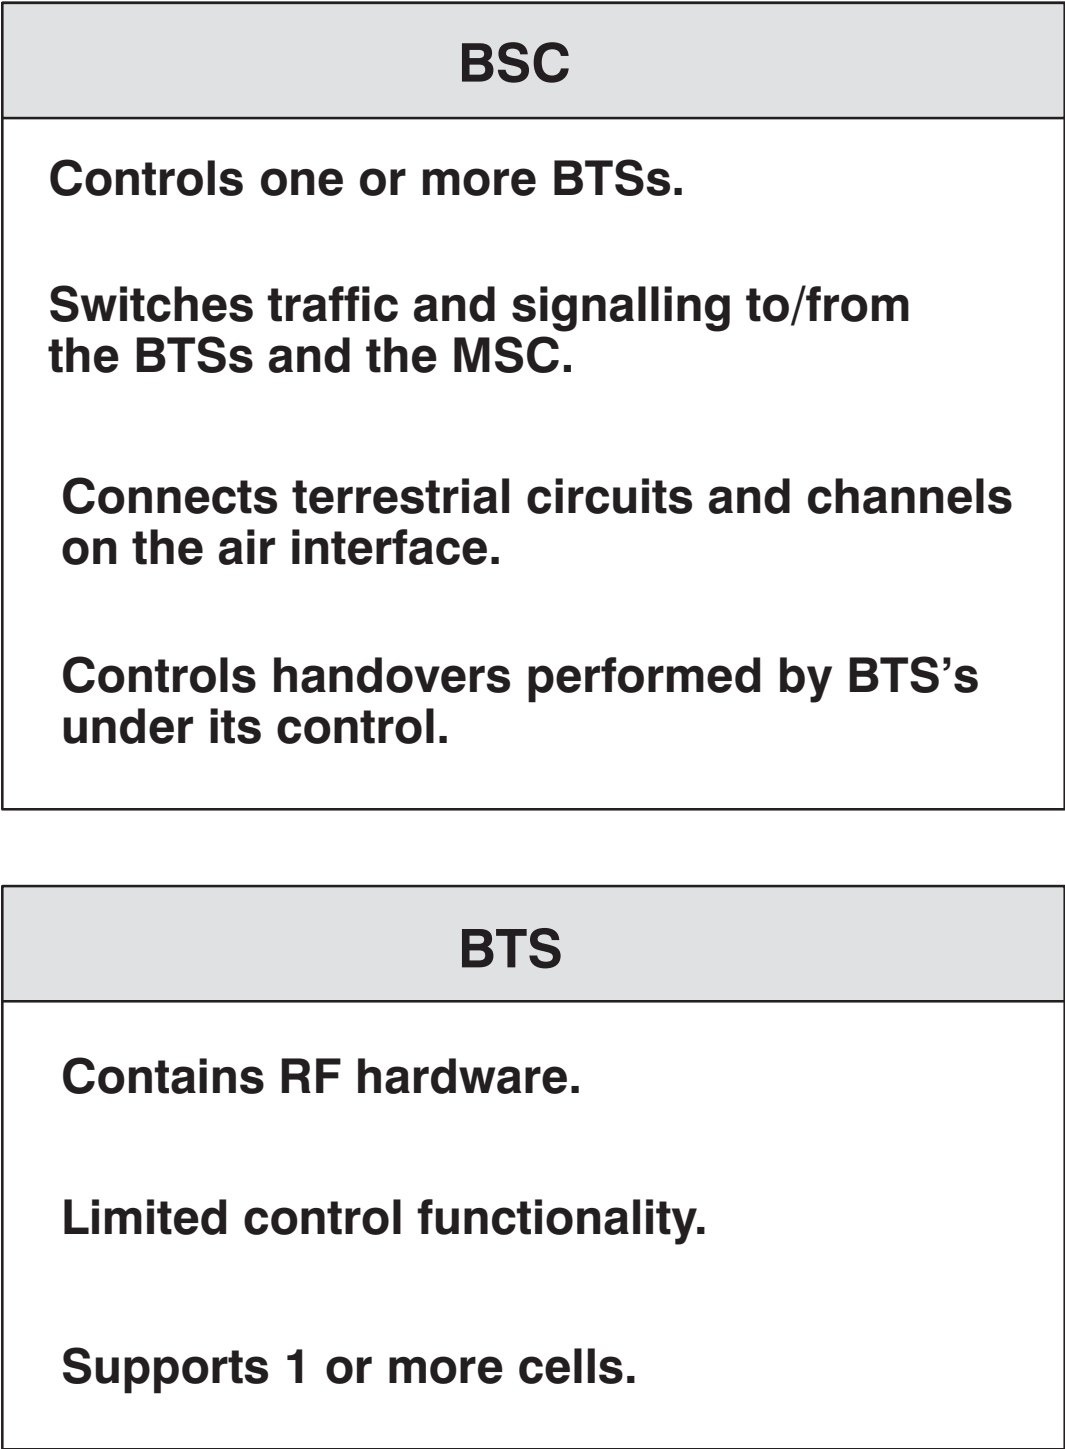 BSC
Controls one or more BTSs.
Switches traffic and signalling to/from
the BTSs and the MSC.
Connects terrestrial circuits and channels
on the air interface.
Controls handovers performed by BTS’s
under its control.
BTS
Contains RF hardware.
Limited control functionality.
Supports 1 or more cells.